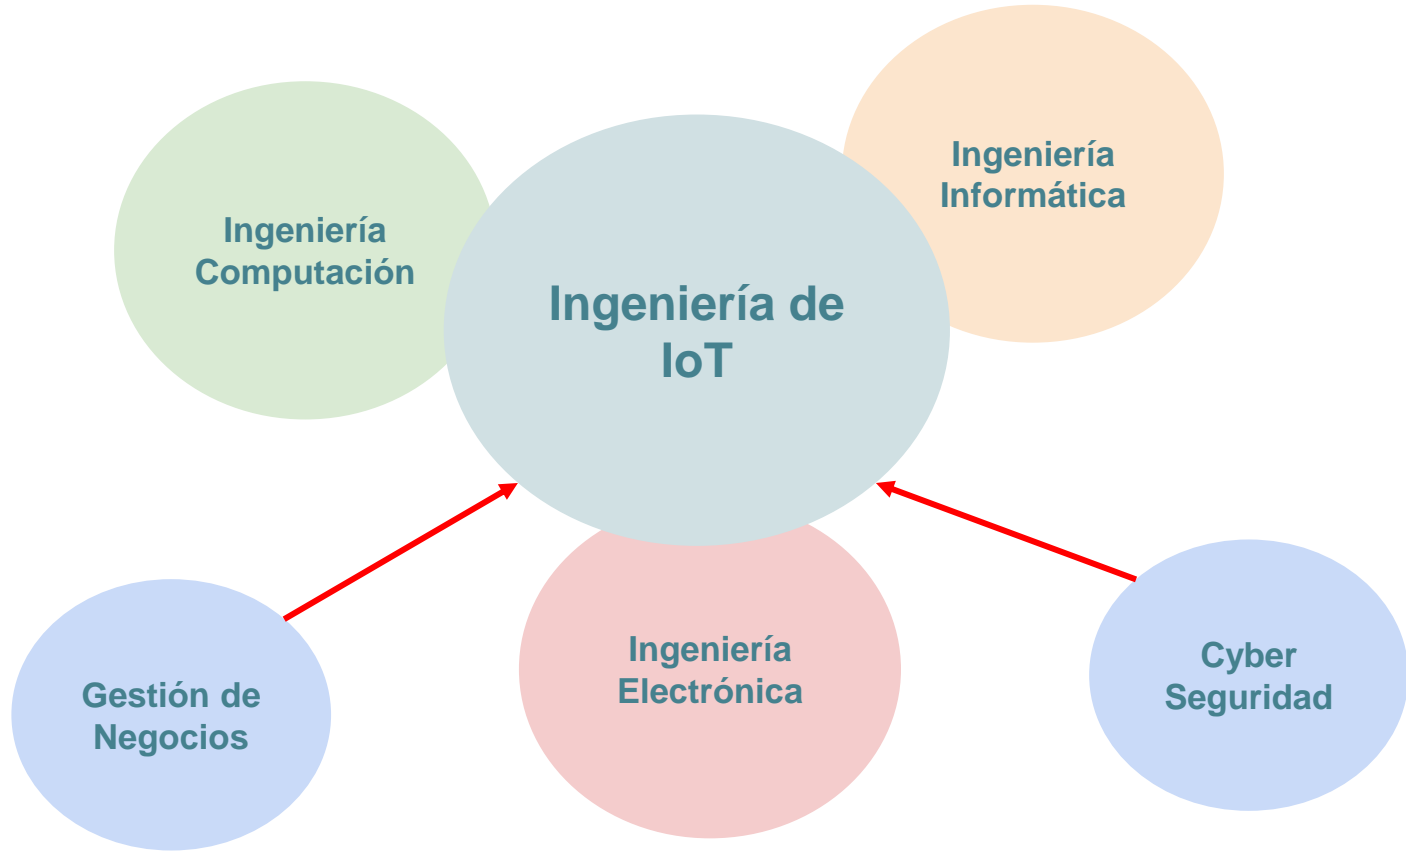 Ingeniería
Informática
Ingeniería
Computación
Ingeniería de
IoT
Ingeniería
Electrónica
Cyber
Seguridad
Gestión de
Negocios